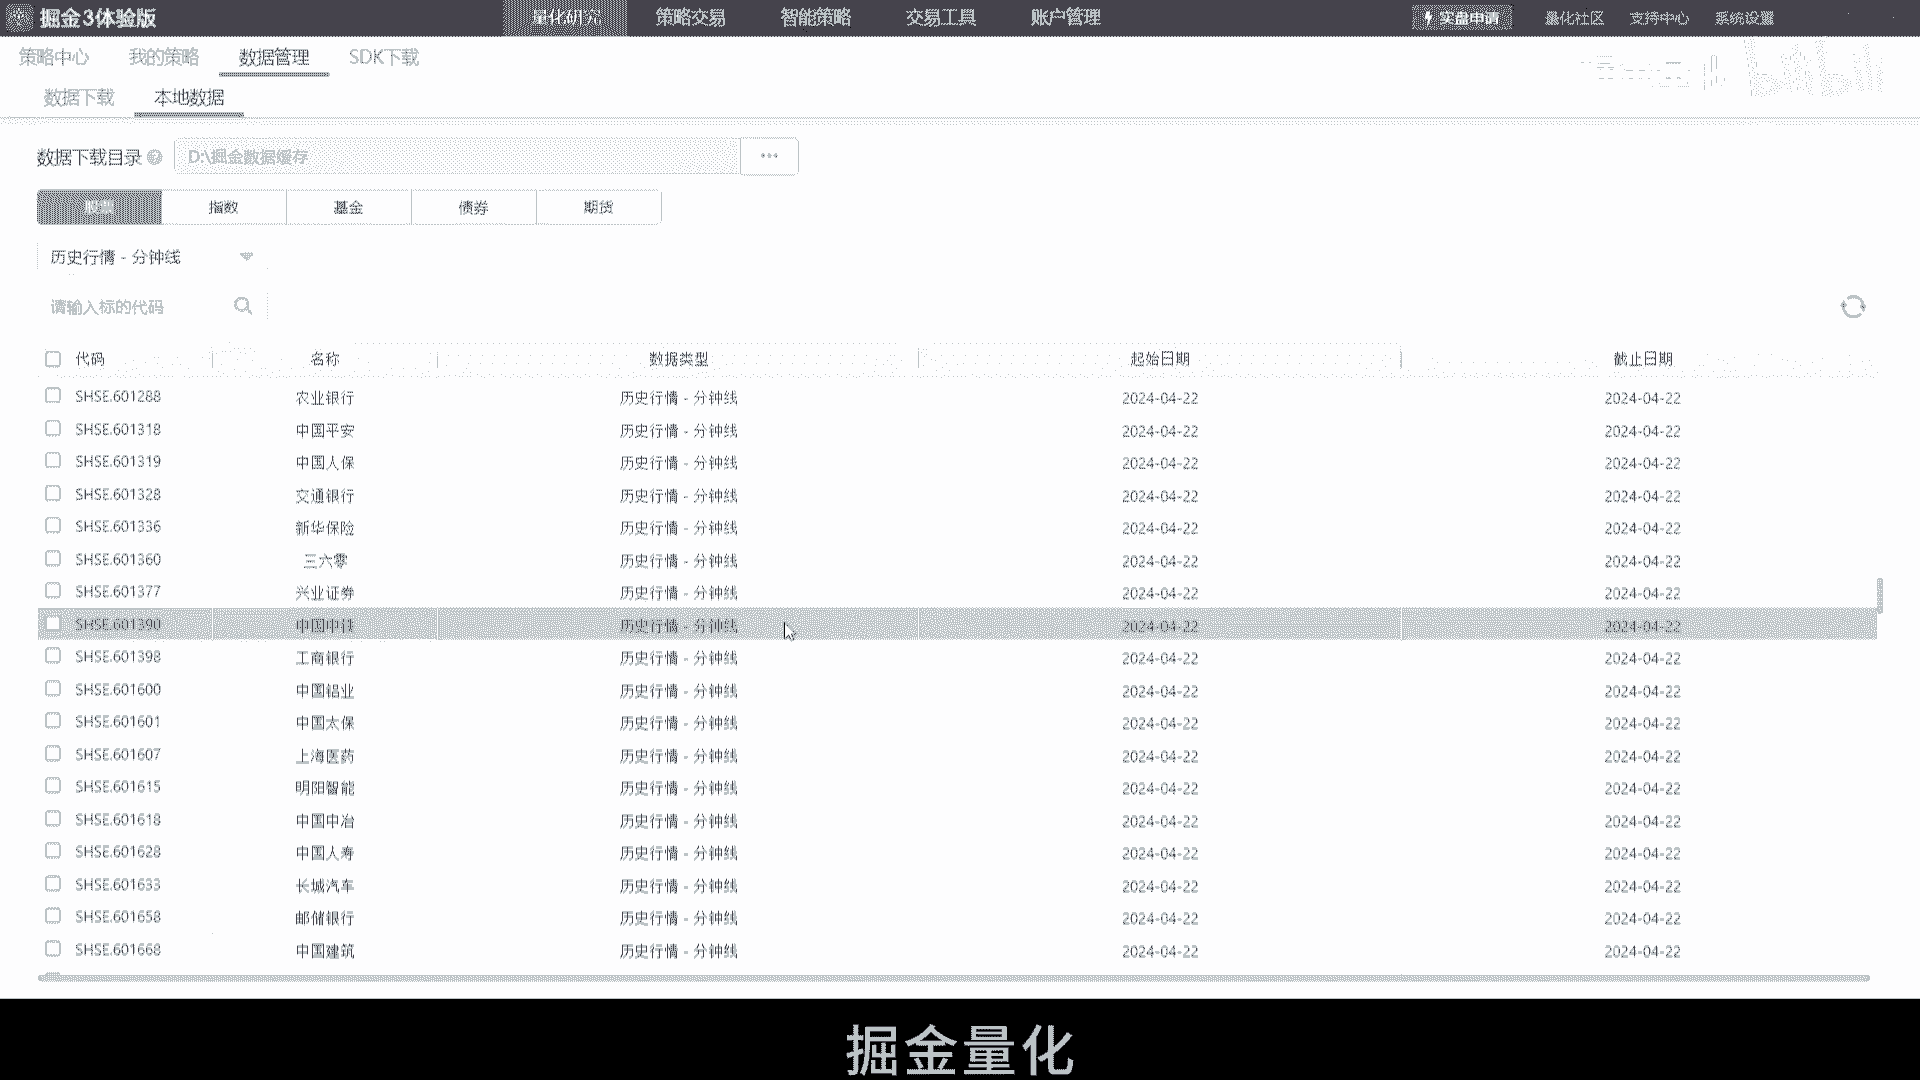 掘金3体验版 量化研究 策略交易 智能策略 交易工具 账户管理 实盘申请 量化社区 支持中心 系统设置
策略中心 我的策略 数据管理 SDK下载
bilibili
数据下载 本地数据
数据下载目录 D:\掘金数据缓存 ...
股票 指数 基金 债券 期货
历史行情 - 分钟线
请输入标的代码
代码 名称 数据类型 起始日期 截止日期
SHSE.601288 农业银行 历史行情 - 分钟线 2024-04-22 2024-04-22
SHSE.601318 中国平安 历史行情 - 分钟线 2024-04-22 2024-04-22
SHSE.601319 中国人保 历史行情 - 分钟线 2024-04-22 2024-04-22
SHSE.601328 交通银行 历史行情 - 分钟线 2024-04-22 2024-04-22
SHSE.601336 新华保险 历史行情 - 分钟线 2024-04-22 2024-04-22
SHSE.601360 三六零 历史行情 - 分钟线 2024-04-22 2024-04-22
SHSE.601377 兴业证券 历史行情 - 分钟线 2024-04-22 2024-04-22
SHSE.601390 中国中铁 历史行情 - 分钟线 2024-04-22 2024-04-22
SHSE.601398 工商银行 历史行情 - 分钟线 2024-04-22 2024-04-22
SHSE.601600 中国铝业 历史行情 - 分钟线 2024-04-22 2024-04-22
SHSE.601601 中国太保 历史行情 - 分钟线 2024-04-22 2024-04-22
SHSE.601607 上海医药 历史行情 - 分钟线 2024-04-22 2024-04-22
SHSE.601615 明阳智能 历史行情 - 分钟线 2024-04-22 2024-04-22
SHSE.601618 中国中冶 历史行情 - 分钟线 2024-04-22 2024-04-22
SHSE.601628 中国人寿 历史行情 - 分钟线 2024-04-22 2024-04-22
SHSE.601633 长城汽车 历史行情 - 分钟线 2024-04-22 2024-04-22
SHSE.601658 邮储银行 历史行情 - 分钟线 2024-04-22 2024-04-22
SHSE.601668 中国建筑 历史行情 - 分钟线 2024-04-22 2024-04-22
掘金量化